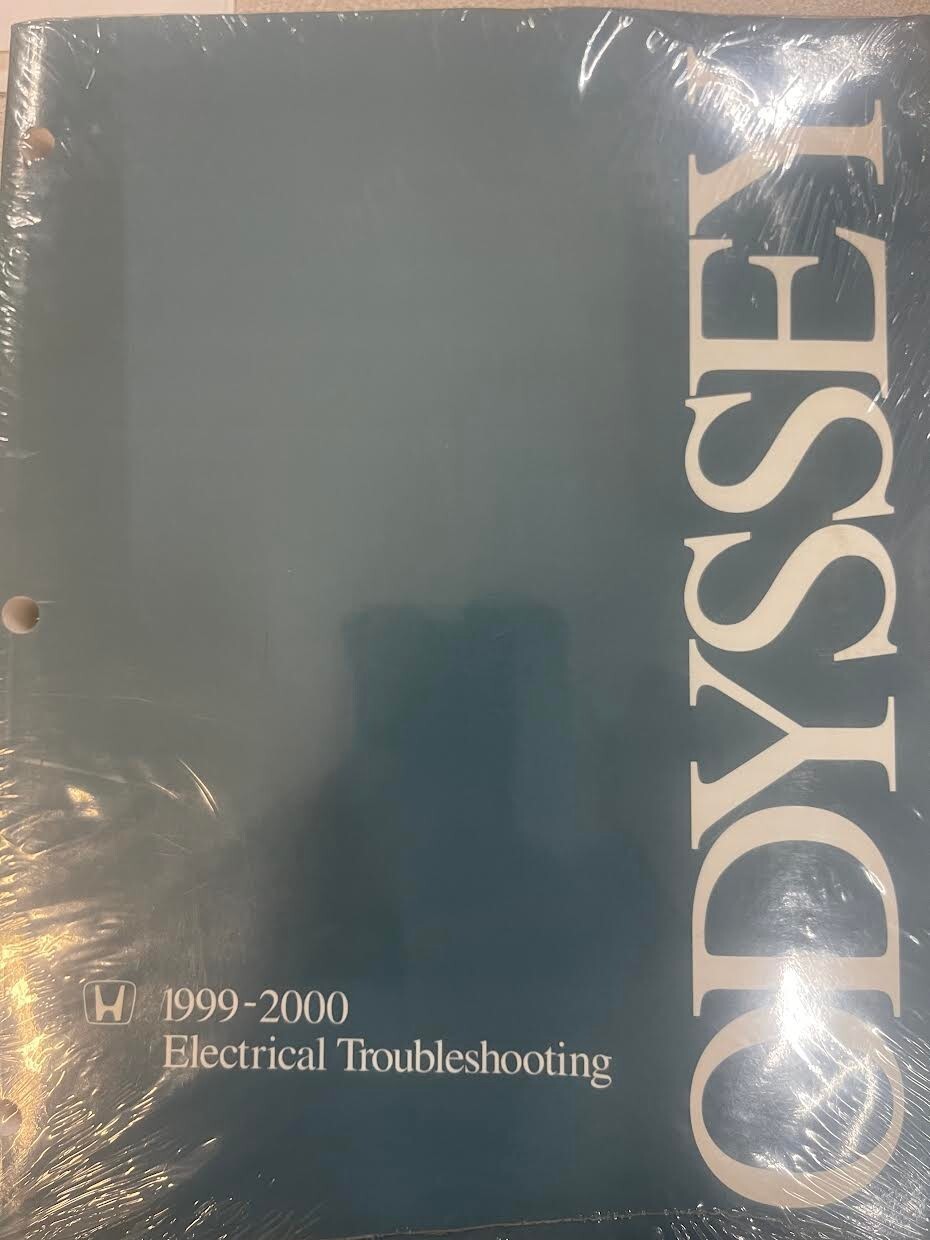 ODYSSEY
1999-2000
Electrical Troubleshooting